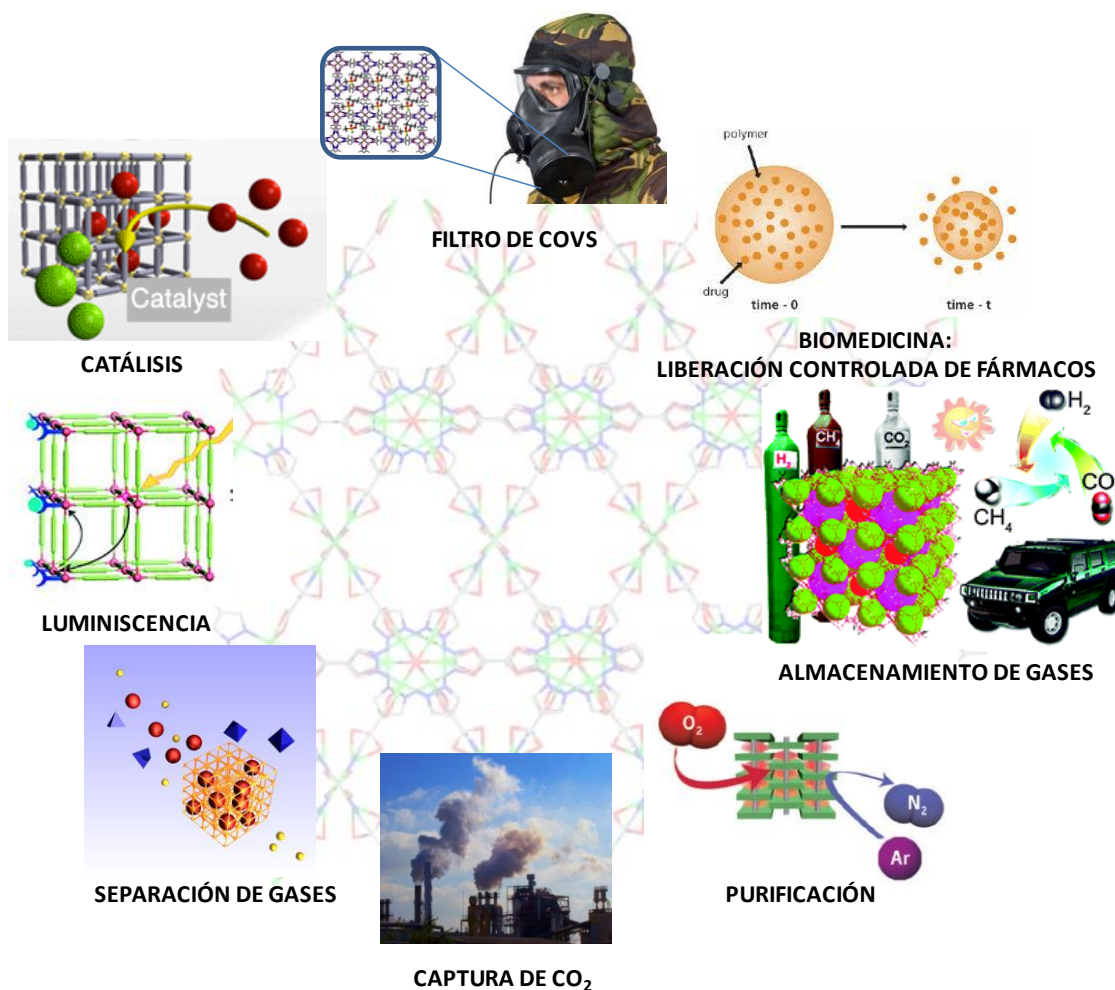 FILTRO DE COVS
Catalyst
CATÁLISIS
polymer
drug
time - 0
time - t
BIOMEDICINA:
LIBERACIÓN CONTROLADA DE FÁRMACOS
LUMINISCENCIA
H₂
CH₄
CO₂
H₂
CH₄
CO
ALMACENAMIENTO DE GASES
SEPARACIÓN DE GASES
O₂
N₂
Ar
PURIFICACIÓN
CAPTURA DE CO₂